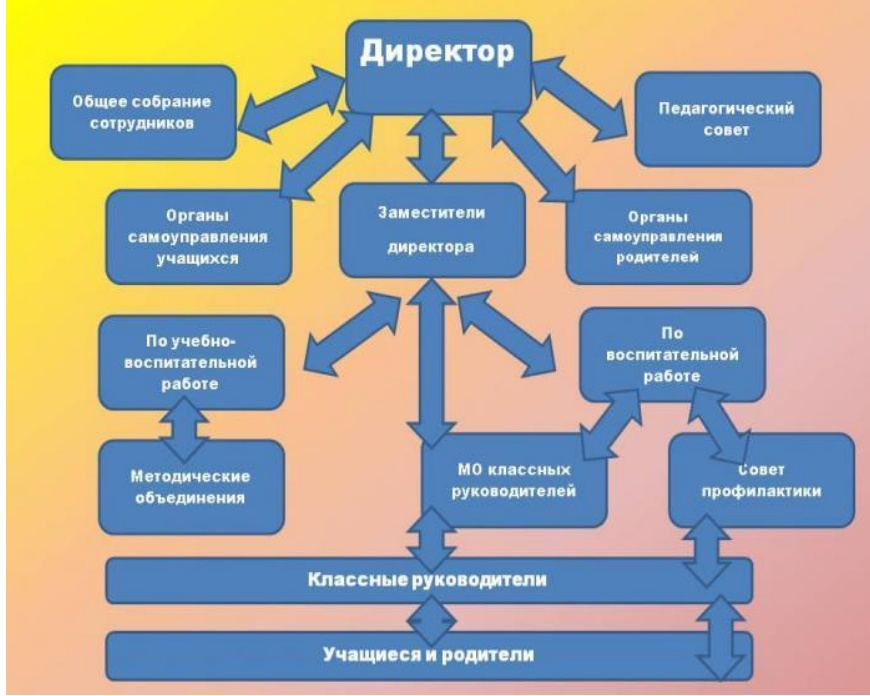 Директор
Общее собрание
сотрудников
Педагогический
совет
Органы
самоуправления
учащихся
Заместители
директора
Органы
самоуправления
родителей
По учебно-
воспитательной
работе
По
воспитательной
работе
Методические
объединения
МО классных
руководителей
Совет
профилактики
Классные руководители
Учащиеся и родители